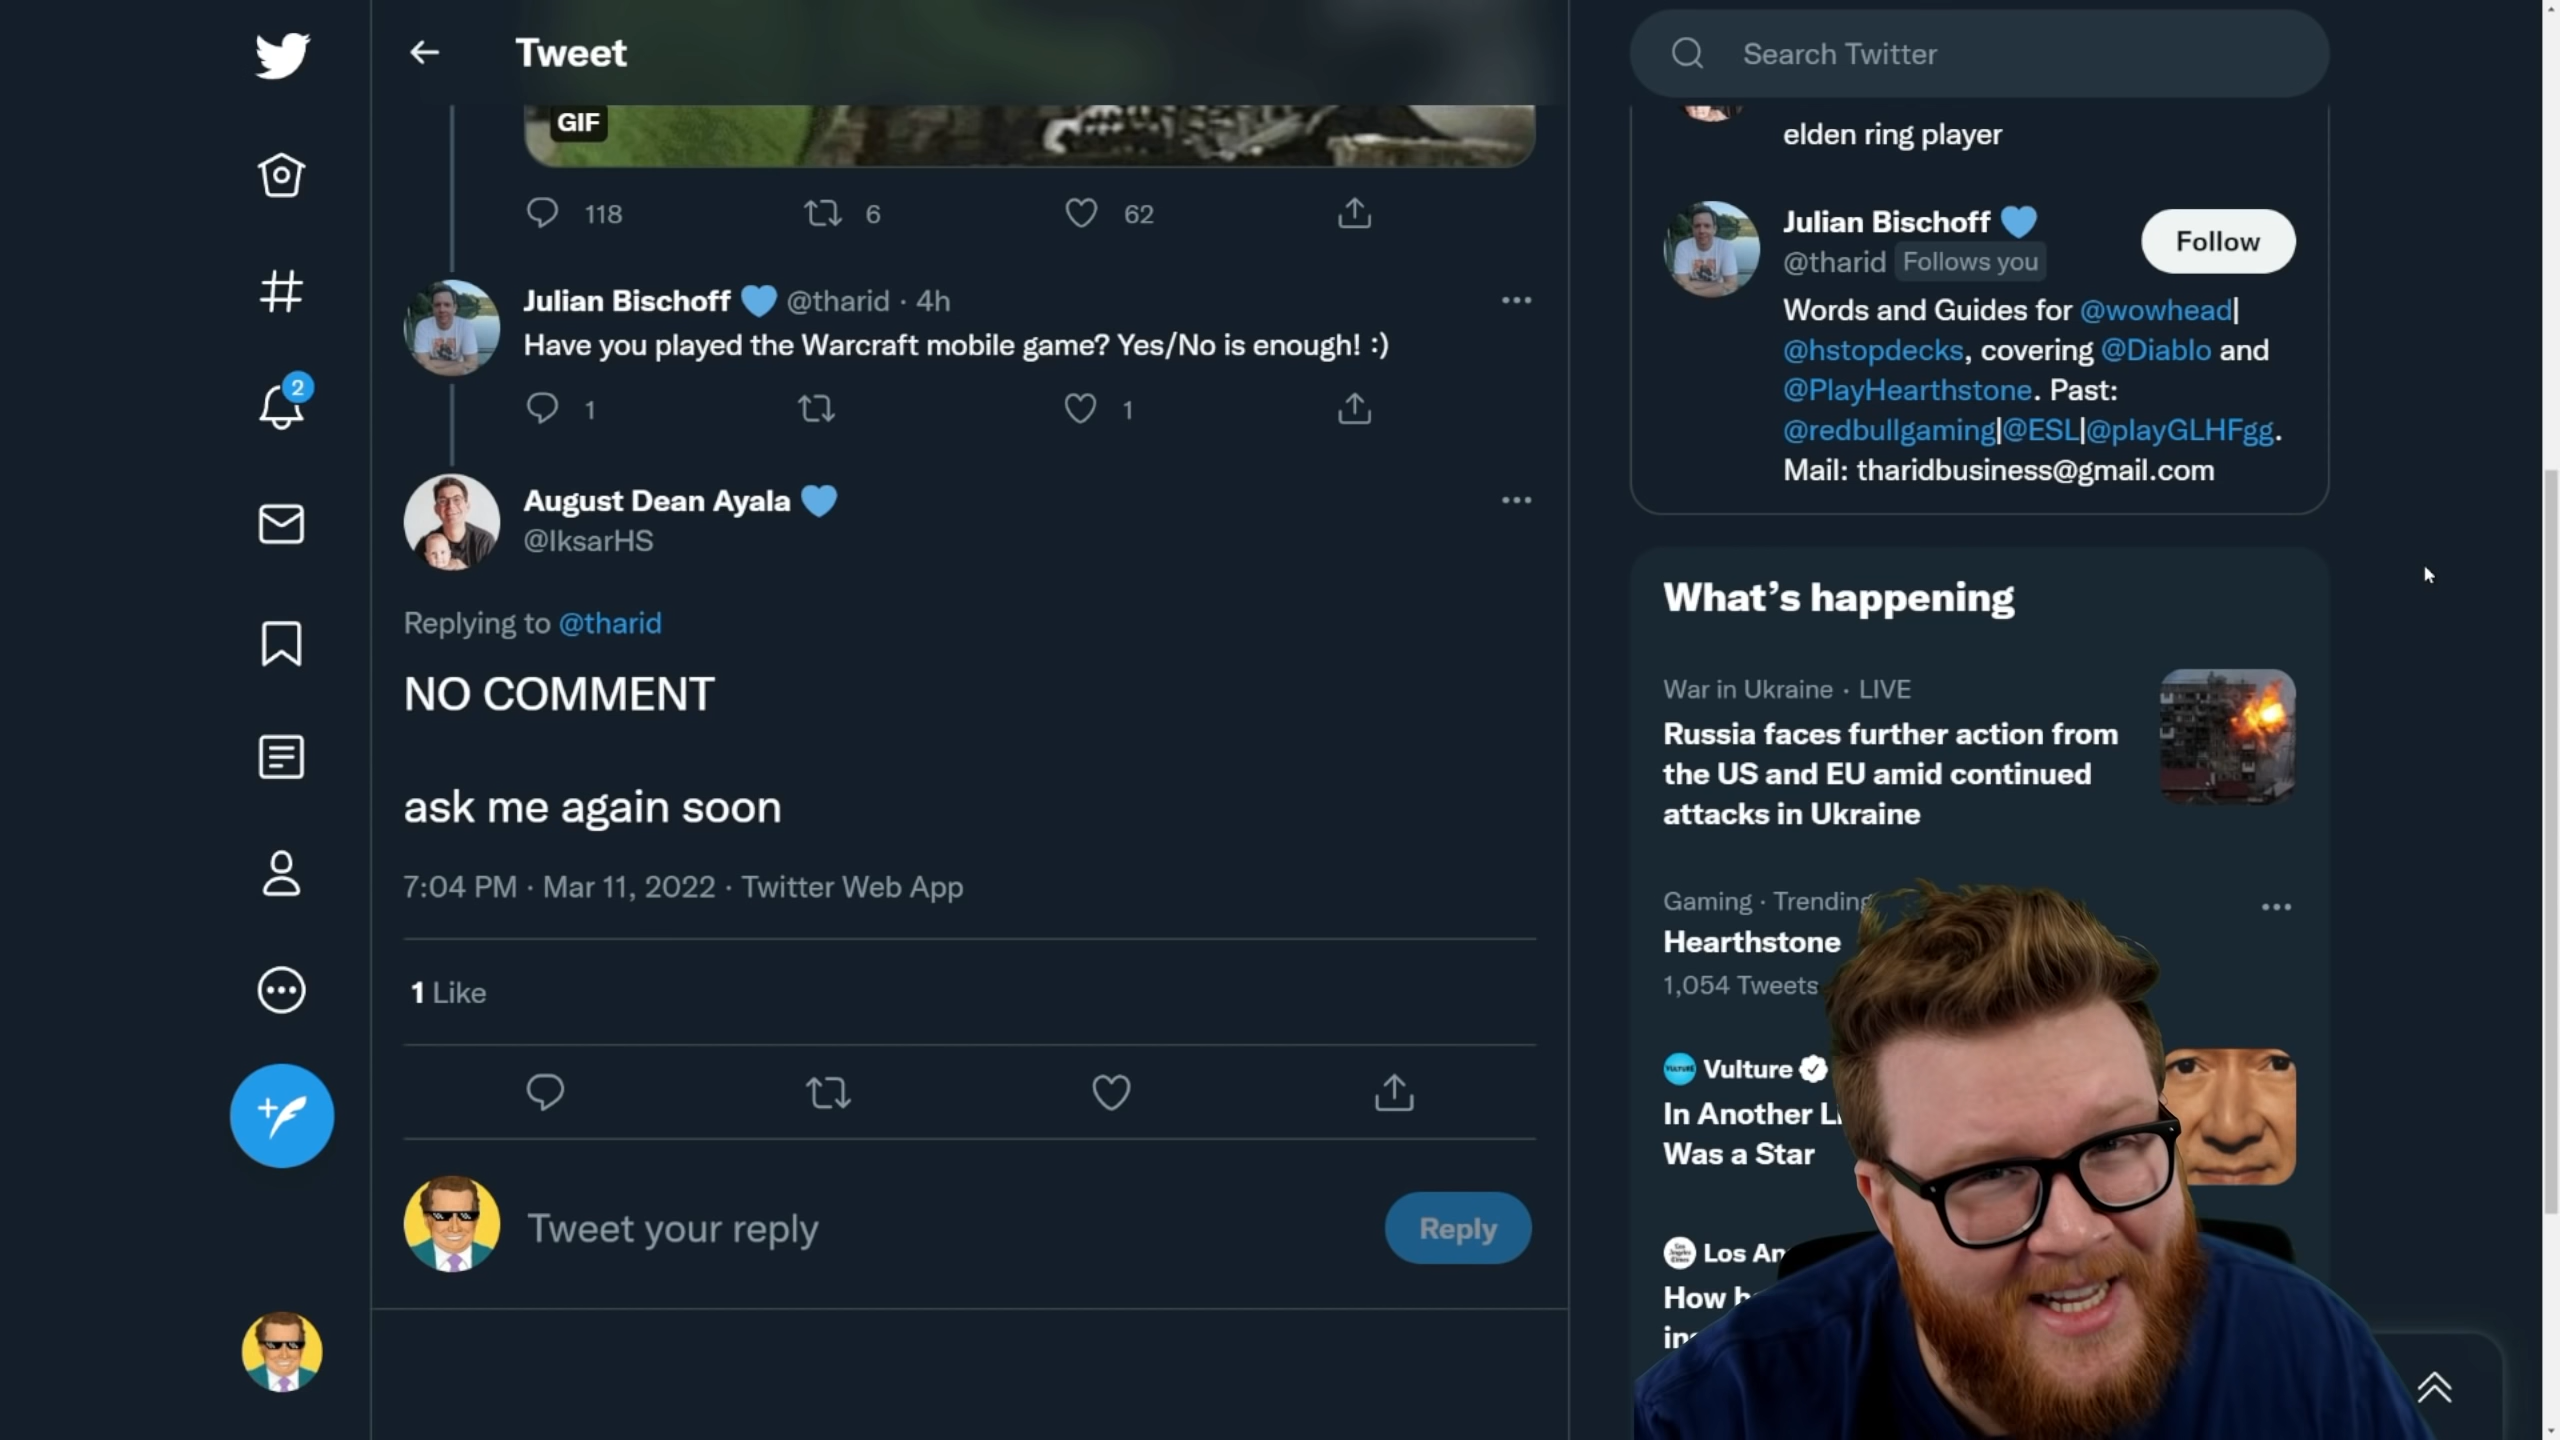 Tweet
GIF
118
6
62
Julian Bischoff 💙 @tharid · 4h
Have you played the Warcraft mobile game? Yes/No is enough! :)
1
1
2
August Dean Ayala 💙
@IksarHS
Replying to @tharid
NO COMMENT
ask me again soon
7:04 PM · Mar 11, 2022 · Twitter Web App
1 Like
Tweet your reply
Reply
Search Twitter
elden ring player
Julian Bischoff 💙
@tharid Follows you
Follow
Words and Guides for @wowhead|
@hstopdecks, covering @Diablo and
@PlayHearthstone. Past:
@redbullgaming|@ESL|@playGLHFgg.
Mail: tharidbusiness@gmail.com
What’s happening
War in Ukraine · LIVE
Russia faces further action from
the US and EU amid continued
attacks in Ukraine
Gaming · Trending
Hearthstone
1,054 Tweets
VULTURE
Vulture
In Another
Was a Star
Los
How